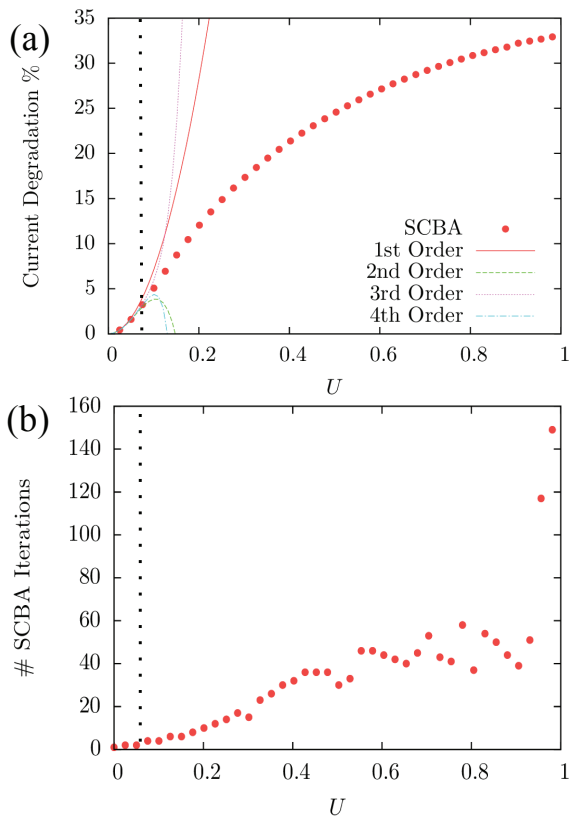 (a)
Current Degradation %
35
30
25
20
15
10
5
0
SCBA
1st Order
2nd Order
3rd Order
4th Order
0 0.2 0.4 0.6 0.8 1
U
(b)
# SCBA Iterations
160
140
120
100
80
60
40
20
0
0 0.2 0.4 0.6 0.8 1
U